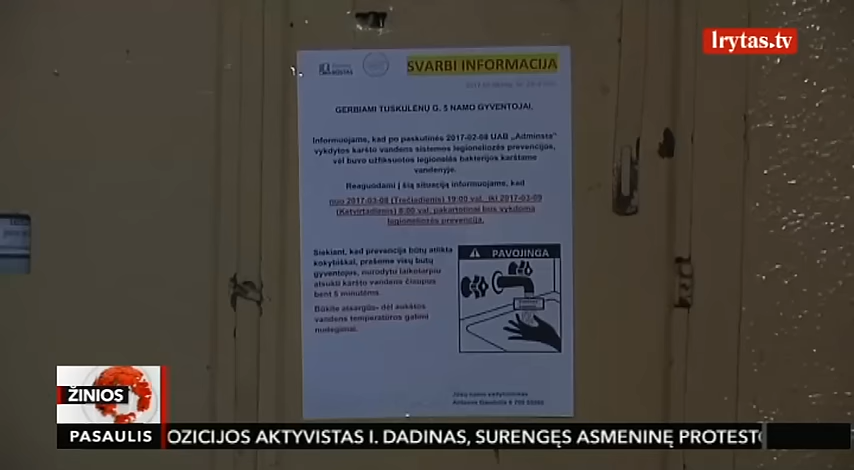 lrytas.tv
SVARBI INFORMACIJA
GERBIAMI TUSKULĖNŲ G. 5 NAMO GYVENTOJAI,
Informuojame, kad po paskutinės 2017-02-08 UAB „Adminsta"
vykdytos karšto vandens sistemos legioneliozės prevencijos,
vėl buvo užfiksuotos legionelės bakterijos karštame
vandenyje.
Reaguodami į šią situaciją informuojame, kad
nuo 2017-03-08 (Trečiadienis) 19:00 val. iki 2017-03-09
(Ketvirtadienis) 8:00 val. pakartotinai bus vykdoma
legioneliozės prevencija.
Siekiant, kad prevencija būtų atlikta
kokybiškai, prašome visų butų
gyventojus, nurodytu laikotarpiu
atsukti karšto vandens čiaupus
bent 5 minutėms
Būkite atsargūs- dėl aukštos
vandens temperatūros galimi
nudegimai.
PAVOJINGA
Jūsų namo vadybininkas
ŽINIOS
PASAULIS
OZICIJOS AKTYVISTAS I. DADINAS, SURENGĘS ASMENINĘ PROTEST